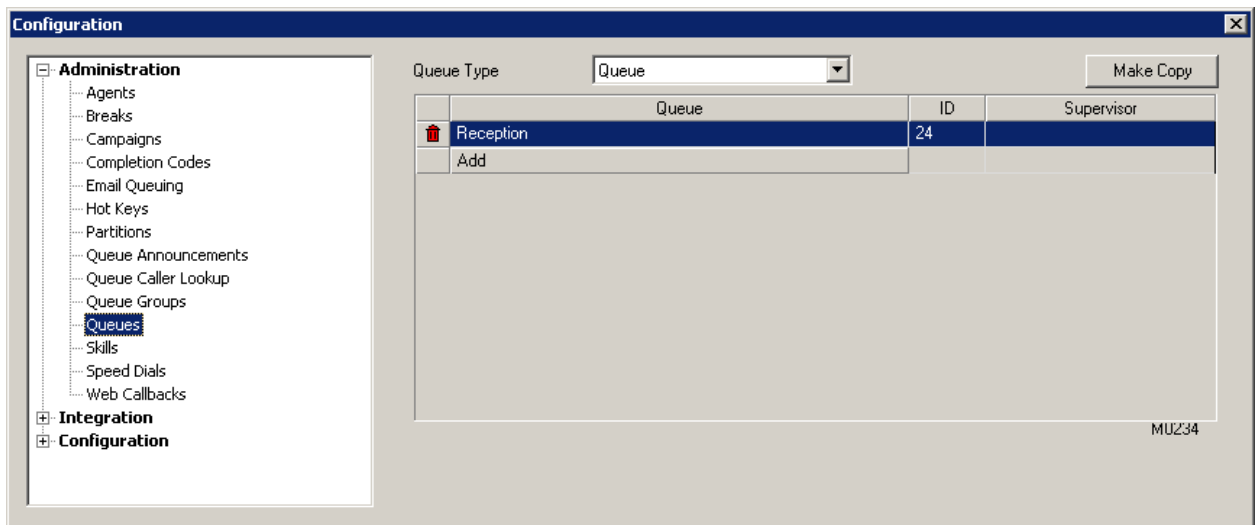 Configuration
Administration
Agents
Breaks
Campaigns
Completion Codes
Email Queuing
Hot Keys
Partitions
Queue Announcements
Queue Caller Lookup
Queue Groups
Queues
Skills
Speed Dials
Web Callbacks
Integration
Configuration
Queue Type Queue Make Copy
Queue ID Supervisor
Reception 24
Add
MU234